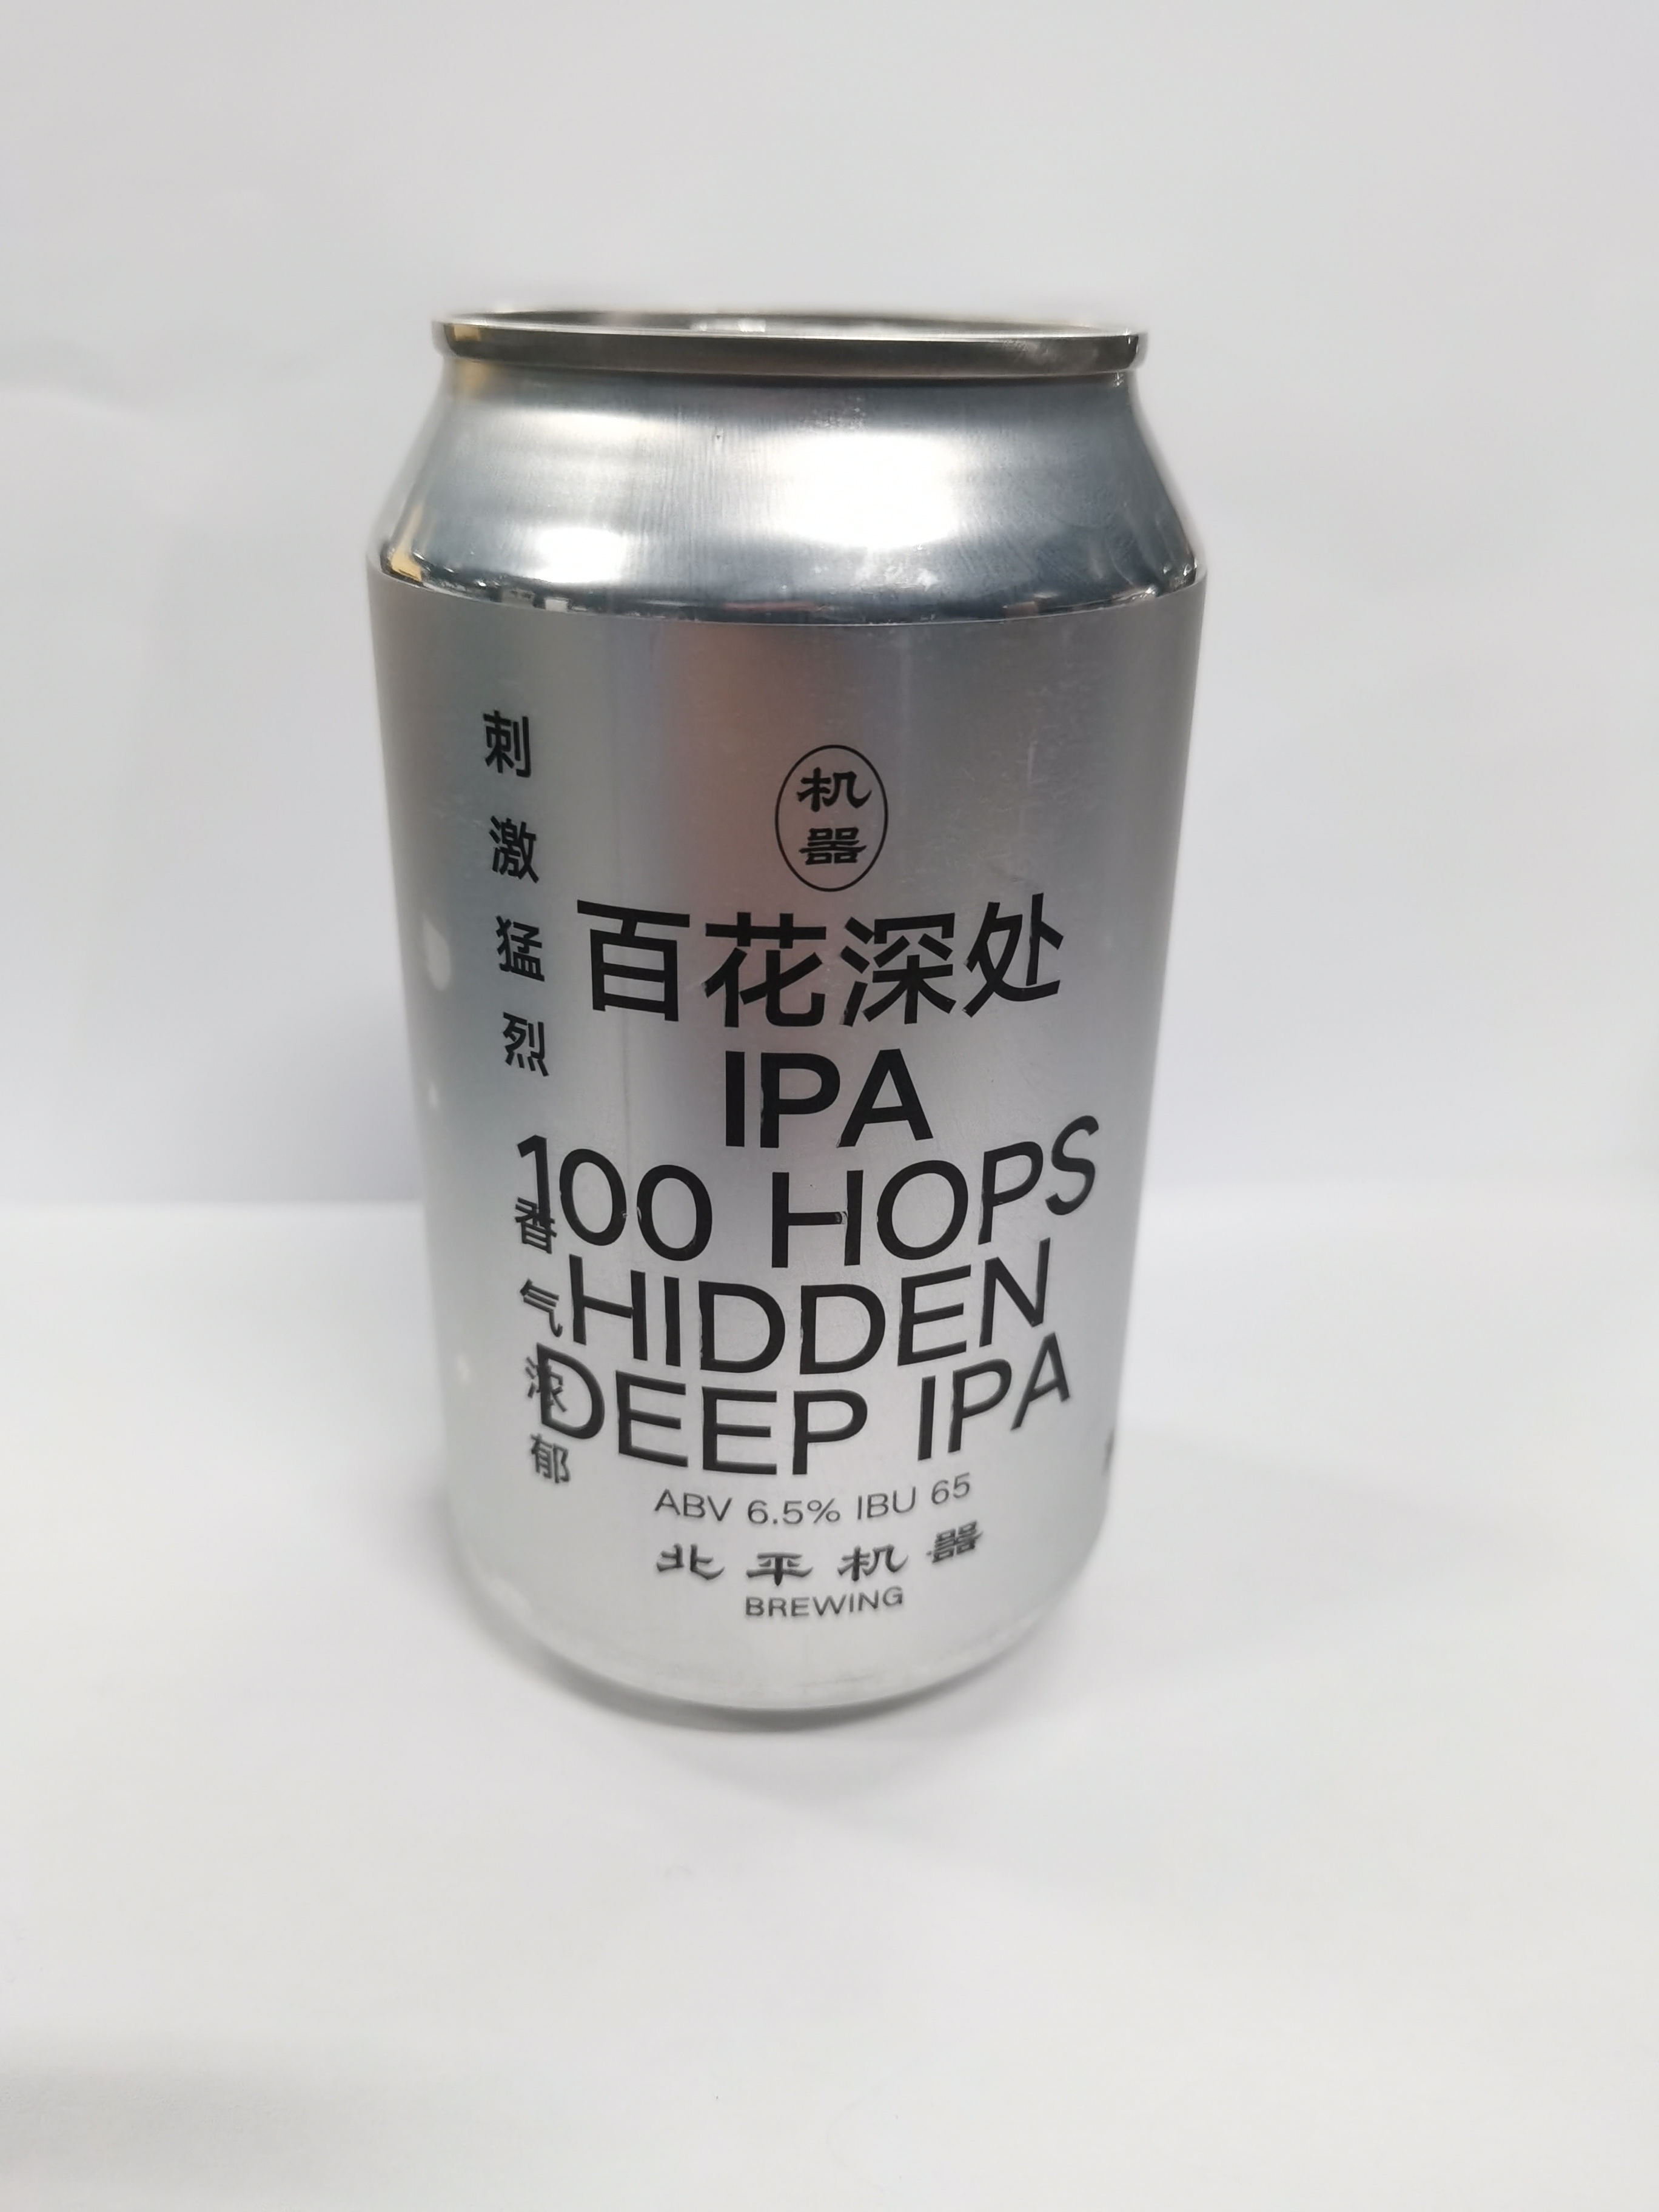 刺激猛烈
香气浓郁
机器
百花深处
IPA
100 HOPS
HIDDEN
DEEP IPA
ABV 6.5% IBU 65
北平机器
BREWING